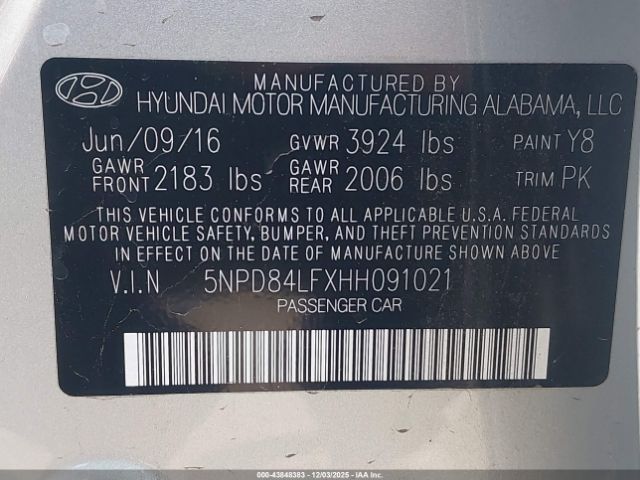 MANUFACTURED BY
HYUNDAI MOTOR MANUFACTURING ALABAMA, LLC
Jun/09/16 GVWR 3924 lbs PAINT Y8
GAWR FRONT 2183 lbs GAWR REAR 2006 lbs TRIM PK
THIS VEHICLE CONFORMS TO ALL APPLICABLE U.S.A. FEDERAL
MOTOR VEHICLE SAFETY, BUMPER, AND THEFT PREVENTION STANDARDS
IN EFFECT ON THE DATE OF MANUFACTURE SHOWN ABOVE
V.I.N 5NPD84LFXHH091021
PASSENGER CAR
000-43848383 - 12/03/2025 - IAAI.COM